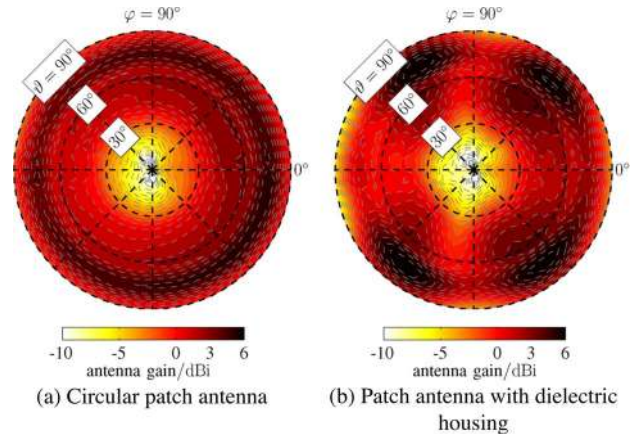 φ = 90°
ϑ = 90°
60°
30°
0°
-10 -5 0 3 6
antenna gain/dBi
(a) Circular patch antenna
φ = 90°
ϑ = 90°
60°
30°
0°
-10 -5 0 3 6
antenna gain/dBi
(b) Patch antenna with dielectric
housing